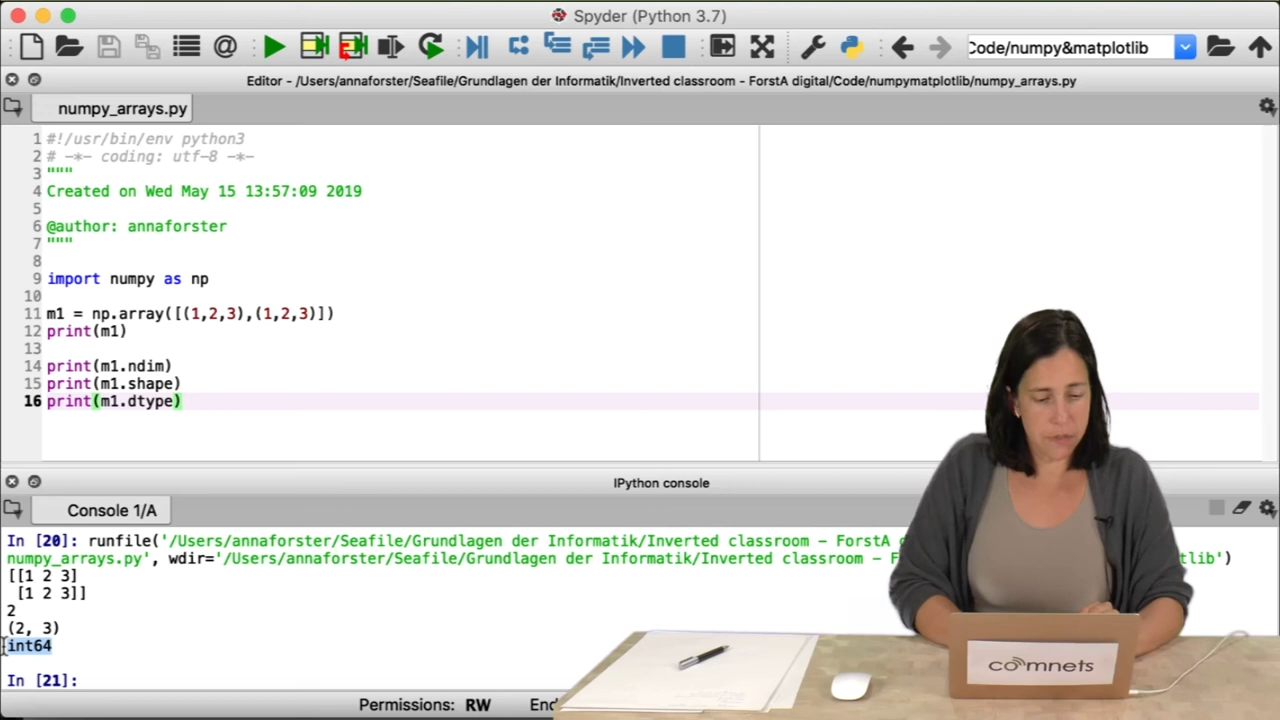 Spyder (Python 3.7)
Code/numpy&matplotlib
Editor - /Users/annaforster/Seafile/Grundlagen der Informatik/Inverted classroom - ForstA digital/Code/numpymatplotlib/numpy_arrays.py
numpy_arrays.py
1 #!/usr/bin/env python3
2 # -*- coding: utf-8 -*-
3 """
4 Created on Wed May 15 13:57:09 2019
5
6 @author: annaforster
7 """
8
9 import numpy as np
10
11 m1 = np.array([(1,2,3),(1,2,3)])
12 print(m1)
13
14 print(m1.ndim)
15 print(m1.shape)
16 print(m1.dtype)
IPython console
Console 1/A
In [20]: runfile('/Users/annaforster/Seafile/Grundlagen der Informatik/Inverted classroom - ForstA
numpy_arrays.py', wdir='/Users/annaforster/Seafile/Grundlagen der Informatik/Inverted classroom - tlib')
[[1 2 3]
[1 2 3]]
2
(2, 3)
int64
In [21]:
Permissions: RW
comnets